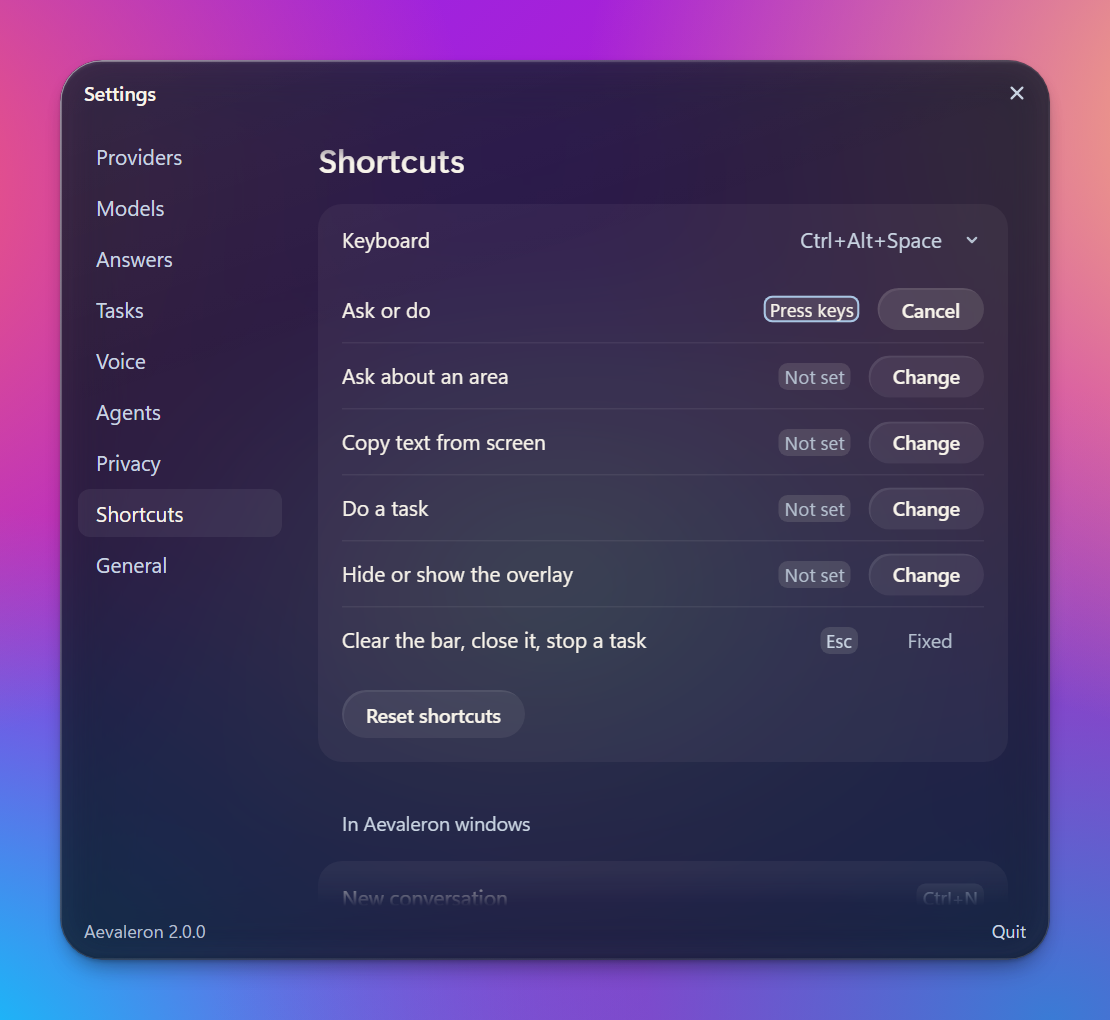 Settings
Providers
Models
Answers
Tasks
Voice
Agents
Privacy
Shortcuts
General
Shortcuts
Keyboard Ctrl+Alt+Space
Ask or do Press keys Cancel
Ask about an area Not set Change
Copy text from screen Not set Change
Do a task Not set Change
Hide or show the overlay Not set Change
Clear the bar, close it, stop a task Esc Fixed
Reset shortcuts
In Aevaleron windows
New conversation Ctrl+N
Aevaleron 2.0.0 Quit